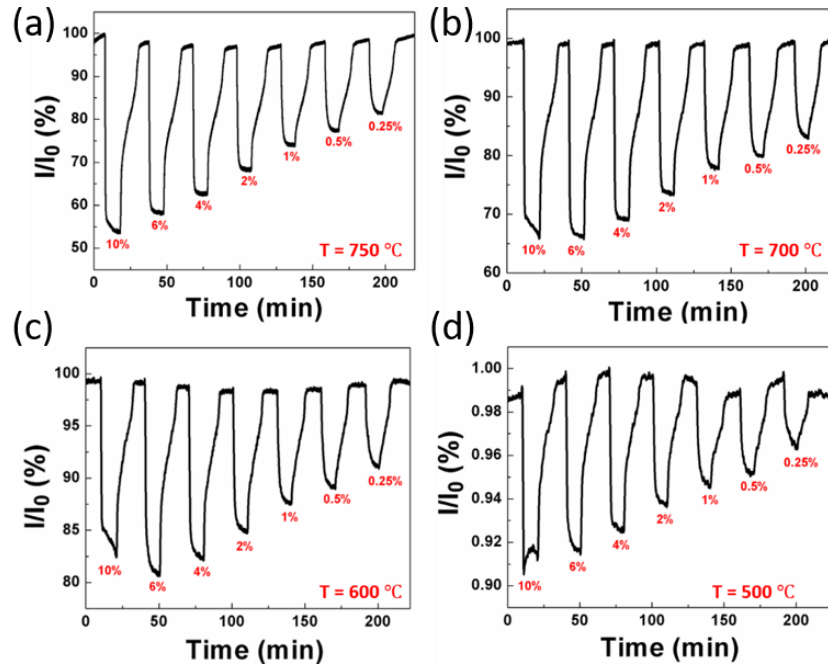 (a)
I/I0 (%)
100
90
80
70
60
50
10%
6%
4%
2%
1%
0.5%
0.25%
T = 750 °C
0 50 100 150 200
Time (min)
(b)
I/I0 (%)
100
90
80
70
60
10%
6%
4%
2%
1%
0.5%
0.25%
T = 700 °C
0 50 100 150 200
Time (min)
(c)
I/I0 (%)
100
95
90
85
80
10%
6%
4%
2%
1%
0.5%
0.25%
T = 600 °C
0 50 100 150 200
Time (min)
(d)
I/I0 (%)
1.00
0.98
0.96
0.94
0.92
0.90
10%
6%
4%
2%
1%
0.5%
0.25%
T = 500 °C
0 50 100 150 200
Time (min)